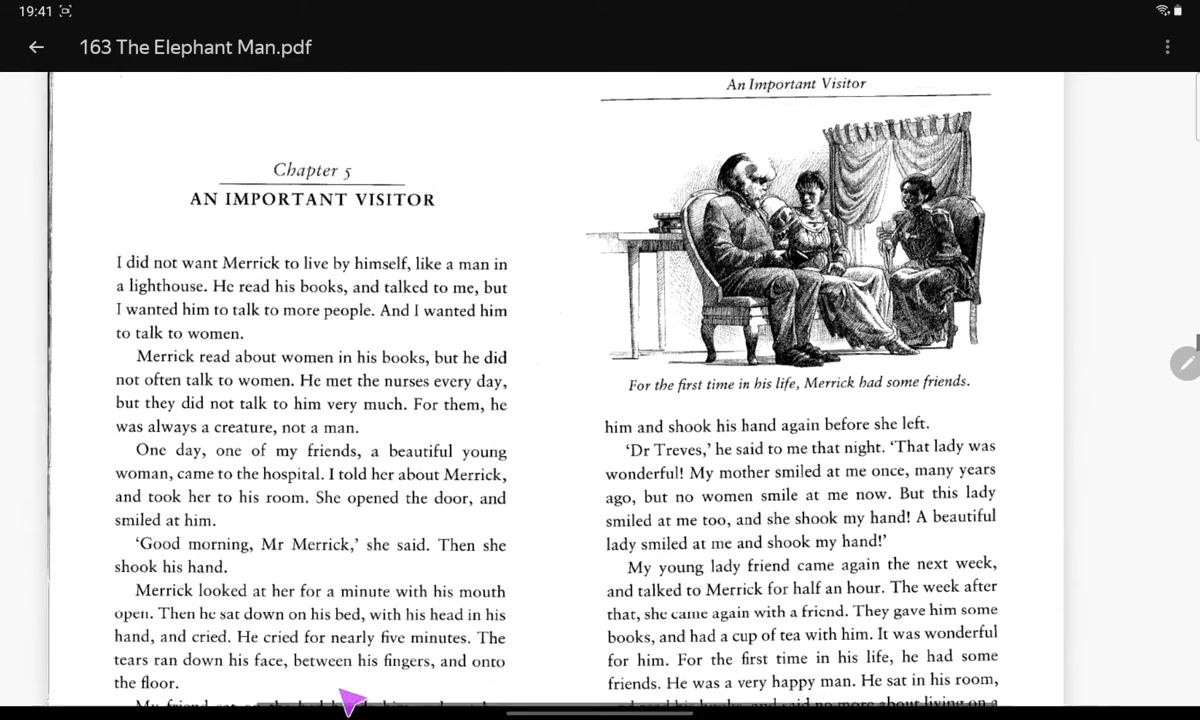 19:41
163 The Elephant Man.pdf
Chapter 5
AN IMPORTANT VISITOR
I did not want Merrick to live by himself, like a man in
a lighthouse. He read his books, and talked to me, but
I wanted him to talk to more people. And I wanted him
to talk to women.
Merrick read about women in his books, but he did
not often talk to women. He met the nurses every day,
but they did not talk to him very much. For them, he
was always a creature, not a man.
One day, one of my friends, a beautiful young
woman, came to the hospital. I told her about Merrick,
and took her to his room. She opened the door, and
smiled at him.
‘Good morning, Mr Merrick,’ she said. Then she
shook his hand.
Merrick looked at her for a minute with his mouth
open. Then he sat down on his bed, with his head in his
hand, and cried. He cried for nearly five minutes. The
tears ran down his face, between his fingers, and onto
the floor.
An Important Visitor
For the first time in his life, Merrick had some friends.
him and shook his hand again before she left.
‘Dr Treves,’ he said to me that night. ‘That lady was
wonderful! My mother smiled at me once, many years
ago, but no women smile at me now. But this lady
smiled at me too, and she shook my hand! A beautiful
lady smiled at me and shook my hand!’
My young lady friend came again the next week,
and talked to Merrick for half an hour. The week after
that, she came again with a friend. They gave him some
books, and had a cup of tea with him. It was wonderful
for him. For the first time in his life, he had some
friends. He was a very happy man. He sat in his room,